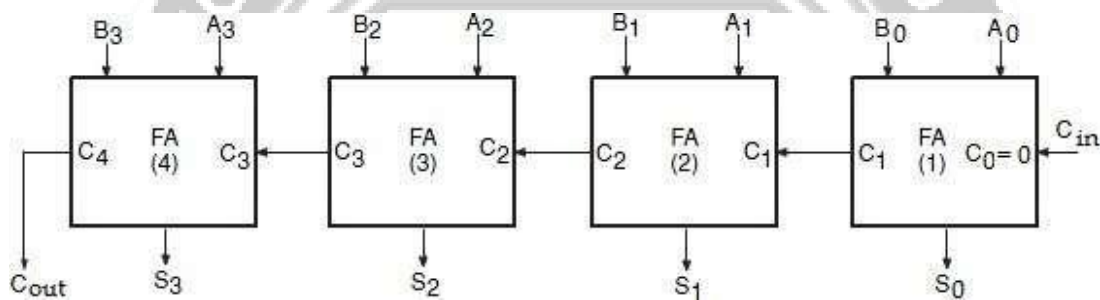 B3 A3 B2 A2 B1 A1 B0 A0
C4 FA (4) C3 C3 FA (3) C2 C2 FA (2) C1 C1 FA (1) C0= 0 Cin
Cout S3 S2 S1 S0